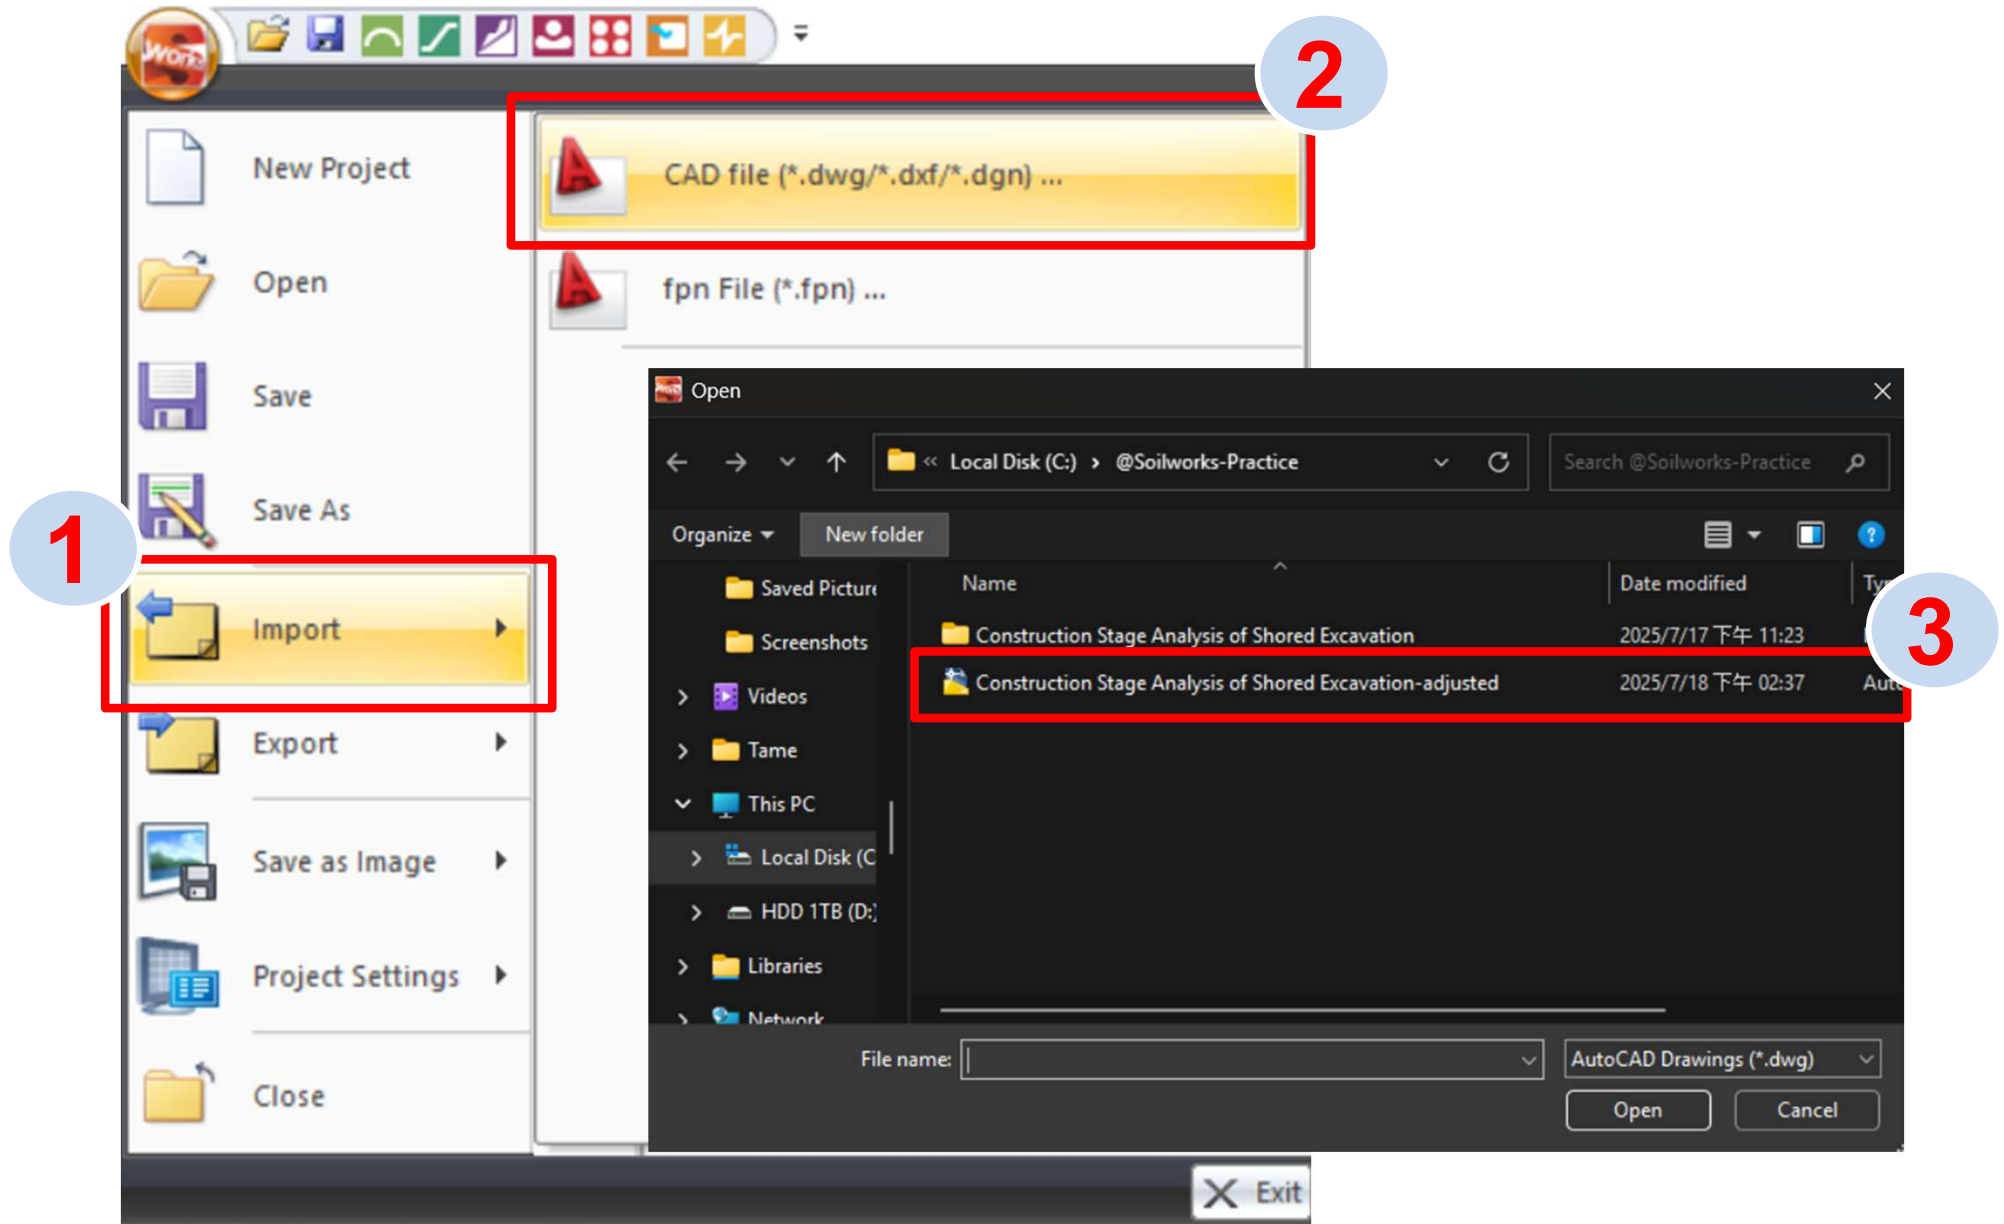 Works
2
New Project
CAD file (*.dwg/*.dxf/*.dgn) ...
Open
fpn File (*.fpn) ...
Save
Save As
1
Import
Export
Save as Image
Project Settings
Close
Exit
Open
Local Disk (C:) › @Soilworks-Practice
Search @Soilworks-Practice
Organize
New folder
Name
Date modified
3
Saved Picture
Screenshots
Videos
Tame
This PC
Local Disk (C
HDD 1TB (D:)
Libraries
Network
Construction Stage Analysis of Shored Excavation
2025/7/17 下午 11:23
Construction Stage Analysis of Shored Excavation-adjusted
2025/7/18 下午 02:37
Auto
File name:
AutoCAD Drawings (*.dwg)
Open
Cancel